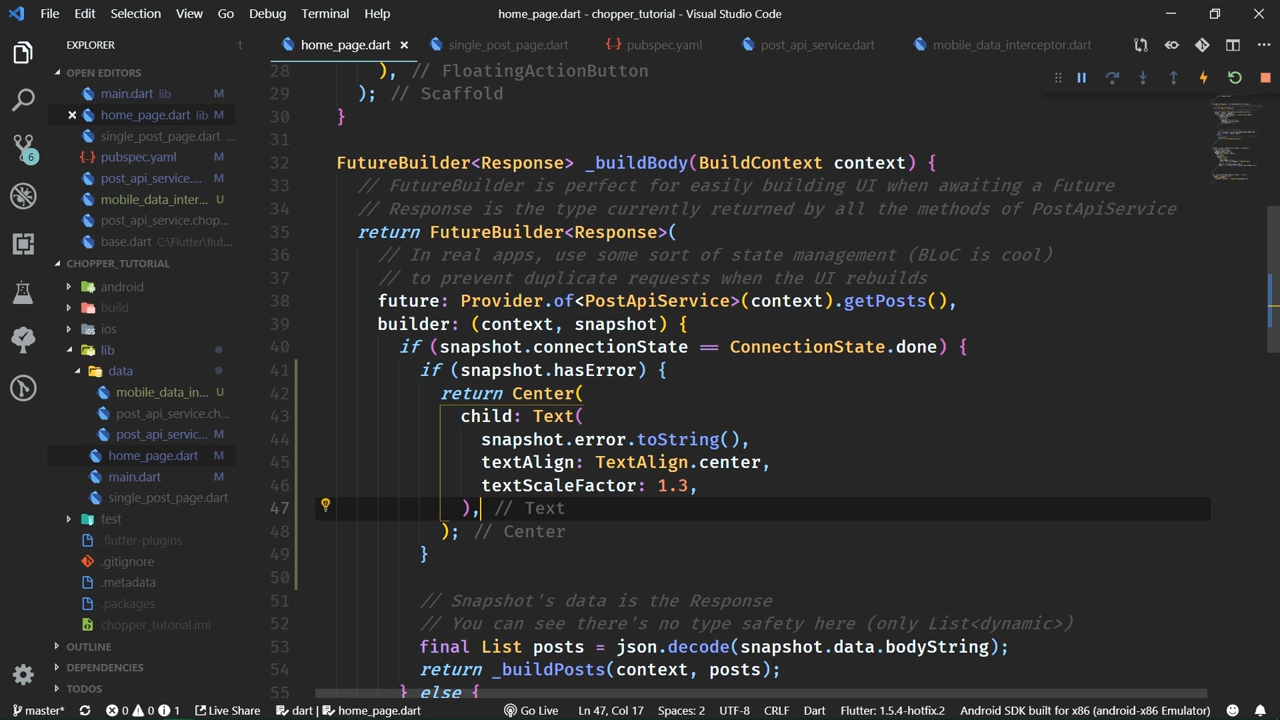 File Edit Selection View Go Debug Terminal Help
home_page.dart - chopper_tutorial - Visual Studio Code
EXPLORER
home_page.dart
single_post_page.dart
pubspec.yaml
post_api_service.dart
mobile_data_interceptor.dart
OPEN EDITORS
main.dart lib M
home_page.dart lib M
single_post_page.dart ...
pubspec.yaml M
post_api_service.... M
mobile_data_inter... U
post_api_service.chop...
base.dart C:\Flutter\flut...
CHOPPER_TUTORIAL
android
build
ios
lib
data
mobile_data_in... U
post_api_service.ch...
post_api_servic... M
home_page.dart M
main.dart M
single_post_page.dart
test
.flutter-plugins
.gitignore
.metadata
.packages
chopper_tutorial.iml
OUTLINE
DEPENDENCIES
TODOS
6
28 ), // FloatingActionButton
29 ); // Scaffold
30 }
31
32 FutureBuilder<Response> _buildBody(BuildContext context) {
33 // FutureBuilder is perfect for easily building UI when awaiting a Future
34 // Response is the type currently returned by all the methods of PostApiService
35 return FutureBuilder<Response>(
36 // In real apps, use some sort of state management (BLoC is cool)
37 // to prevent duplicate requests when the UI rebuilds
38 future: Provider.of<PostApiService>(context).getPosts(),
39 builder: (context, snapshot) {
40 if (snapshot.connectionState == ConnectionState.done) {
41 if (snapshot.hasError) {
42 return Center(
43 child: Text(
44 snapshot.error.toString(),
45 textAlign: TextAlign.center,
46 textScaleFactor: 1.3,
47 ), // Text
48 ); // Center
49 }
50
51 // Snapshot's data is the Response
52 // You can see there's no type safety here (only List<dynamic>)
53 final List posts = json.decode(snapshot.data.bodyString);
54 return _buildPosts(context, posts);
55 } else {
master* 0 0 1 Live Share dart | home_page.dart Go Live Ln 47, Col 17 Spaces: 2 UTF-8 CRLF Dart Flutter: 1.5.4-hotfix.2 Android SDK built for x86 (android-x86 Emulator)